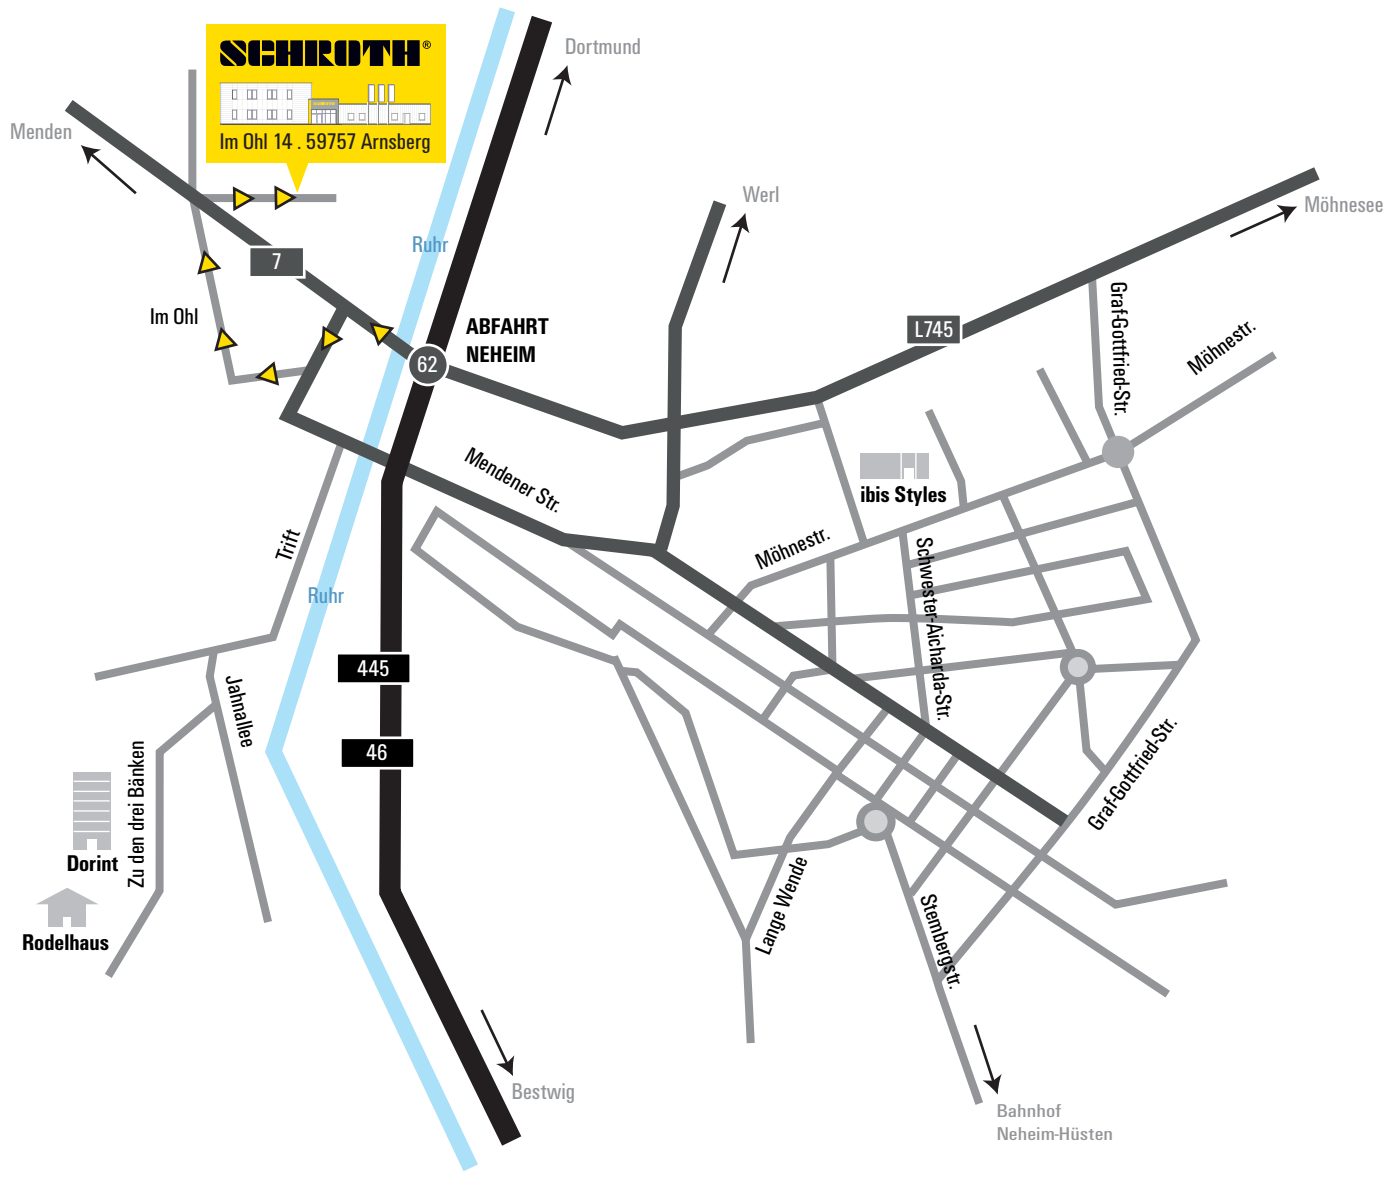 SCHROTH®
SCHROTH
Im Ohl 14 . 59757 Arnsberg
Dortmund
Menden
Werl
Möhnesee
Ruhr
7
Im Ohl
ABFAHRT
NEHEIM
62
L745
Graf-Gottfried-Str.
Möhnestr.
Mendener Str.
ibis Styles
Möhnestr.
Schwester-Aicharda-Str.
Trift
Ruhr
445
46
Jahnallee
Zu den drei Bänken
Dorint
Rodelhaus
Graf-Gottfried-Str.
Lange Wende
Stembergstr.
Bestwig
Bahnhof
Neheim-Hüsten